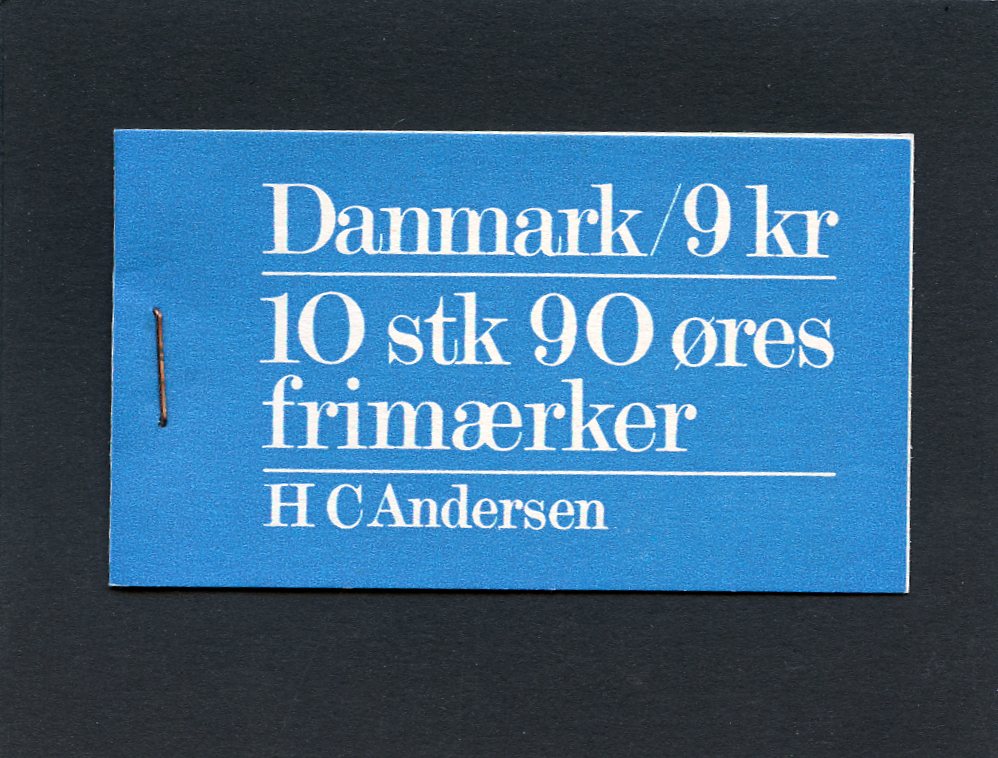 Danmark/9 kr
10 stk 90 øres
frimærker
H C Andersen